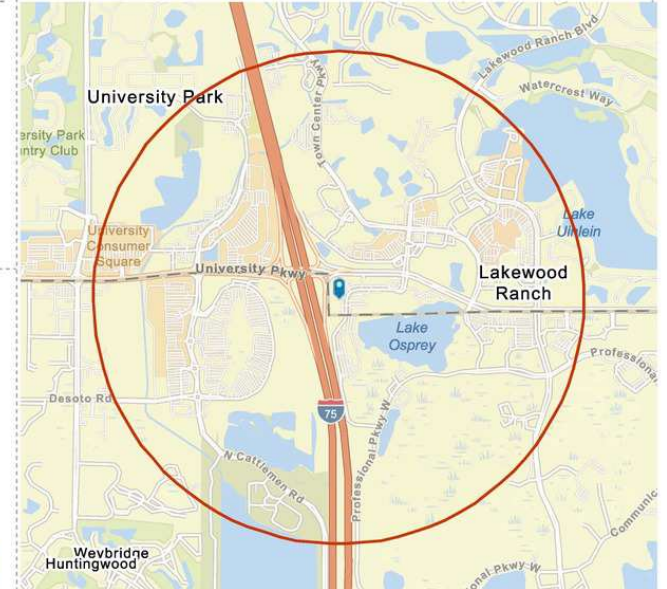 Lakewood Ranch Blvd
Town Center Pkwy
Watercrest Way
University Park
ersity Park
ntry Club
University
Consumer
Square
Lake
Uihlein
University Pkwy
Lakewood
Ranch
Lake
Osprey
Professional
Desoto Rd
75
N Cattlemen Rd
Professional Pkwy W
Communic
Weybridge
Huntingwood
onal Pkwy W